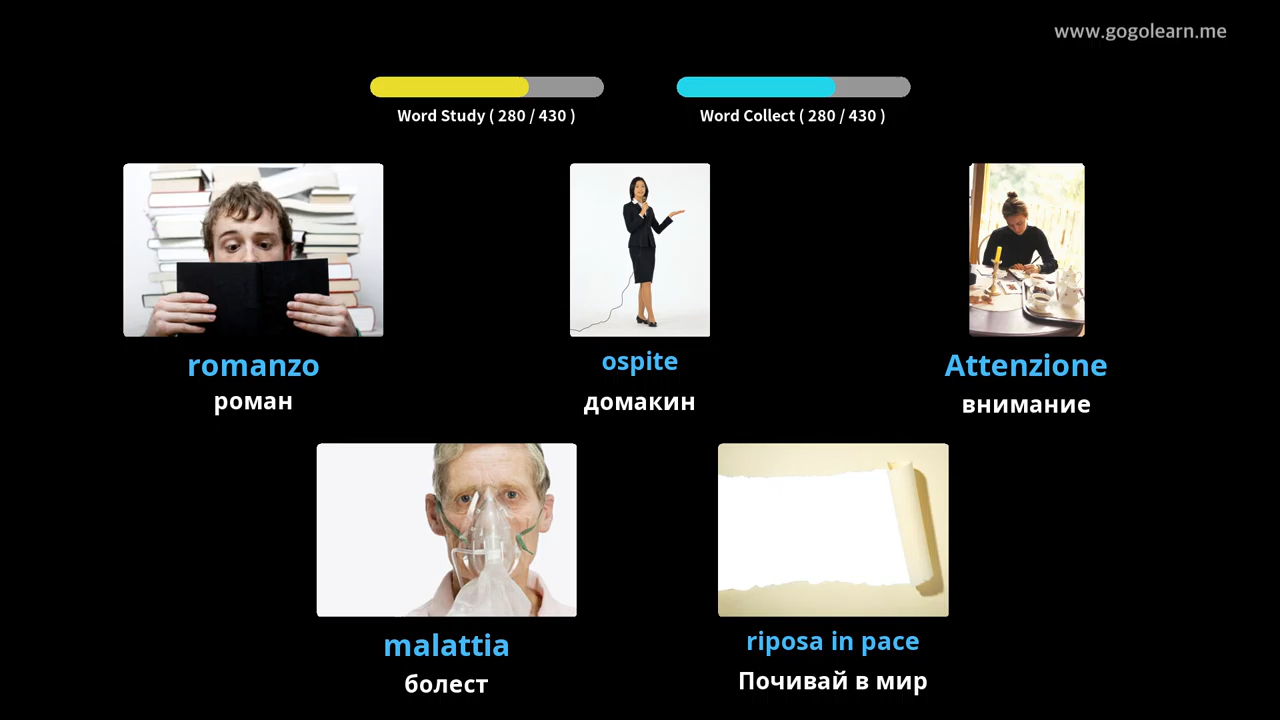 www.gogolearn.me
Word Study ( 280 / 430 )
Word Collect ( 280 / 430 )
romanzo
роман
ospite
домакин
Attenzione
внимание
malattia
болест
riposa in pace
Почивай в мир